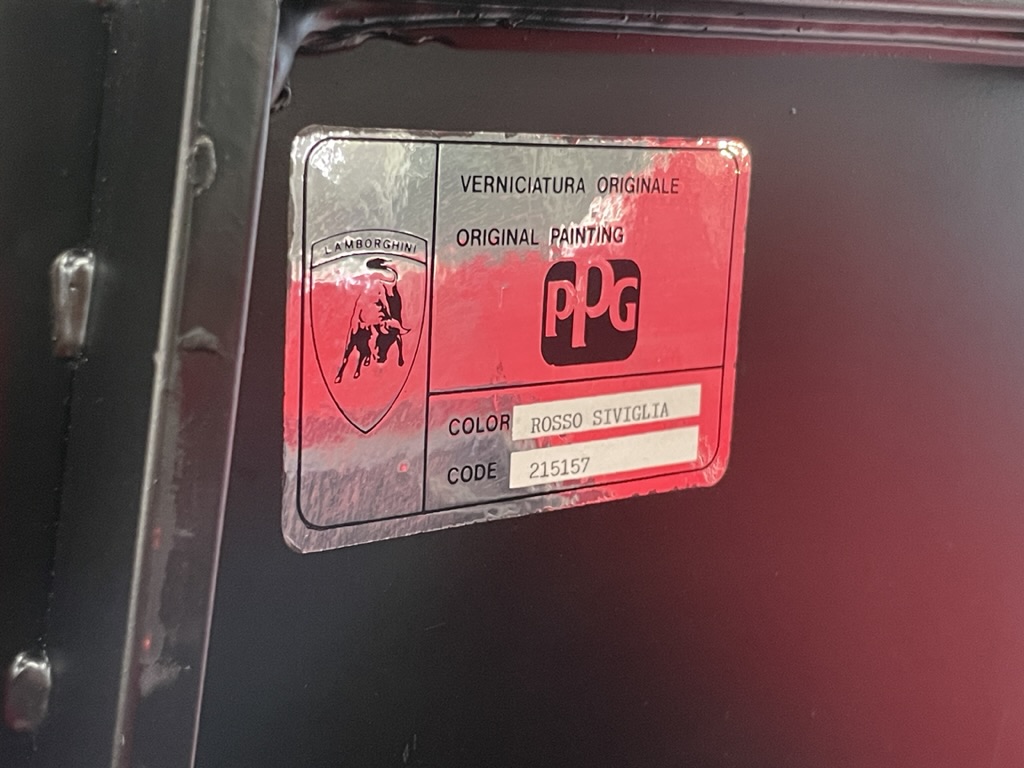 VERNICIATURA ORIGINALE
ORIGINAL PAINTING
LAMBORGHINI
PPG
COLOR ROSSO SIVIGLIA
CODE 215157